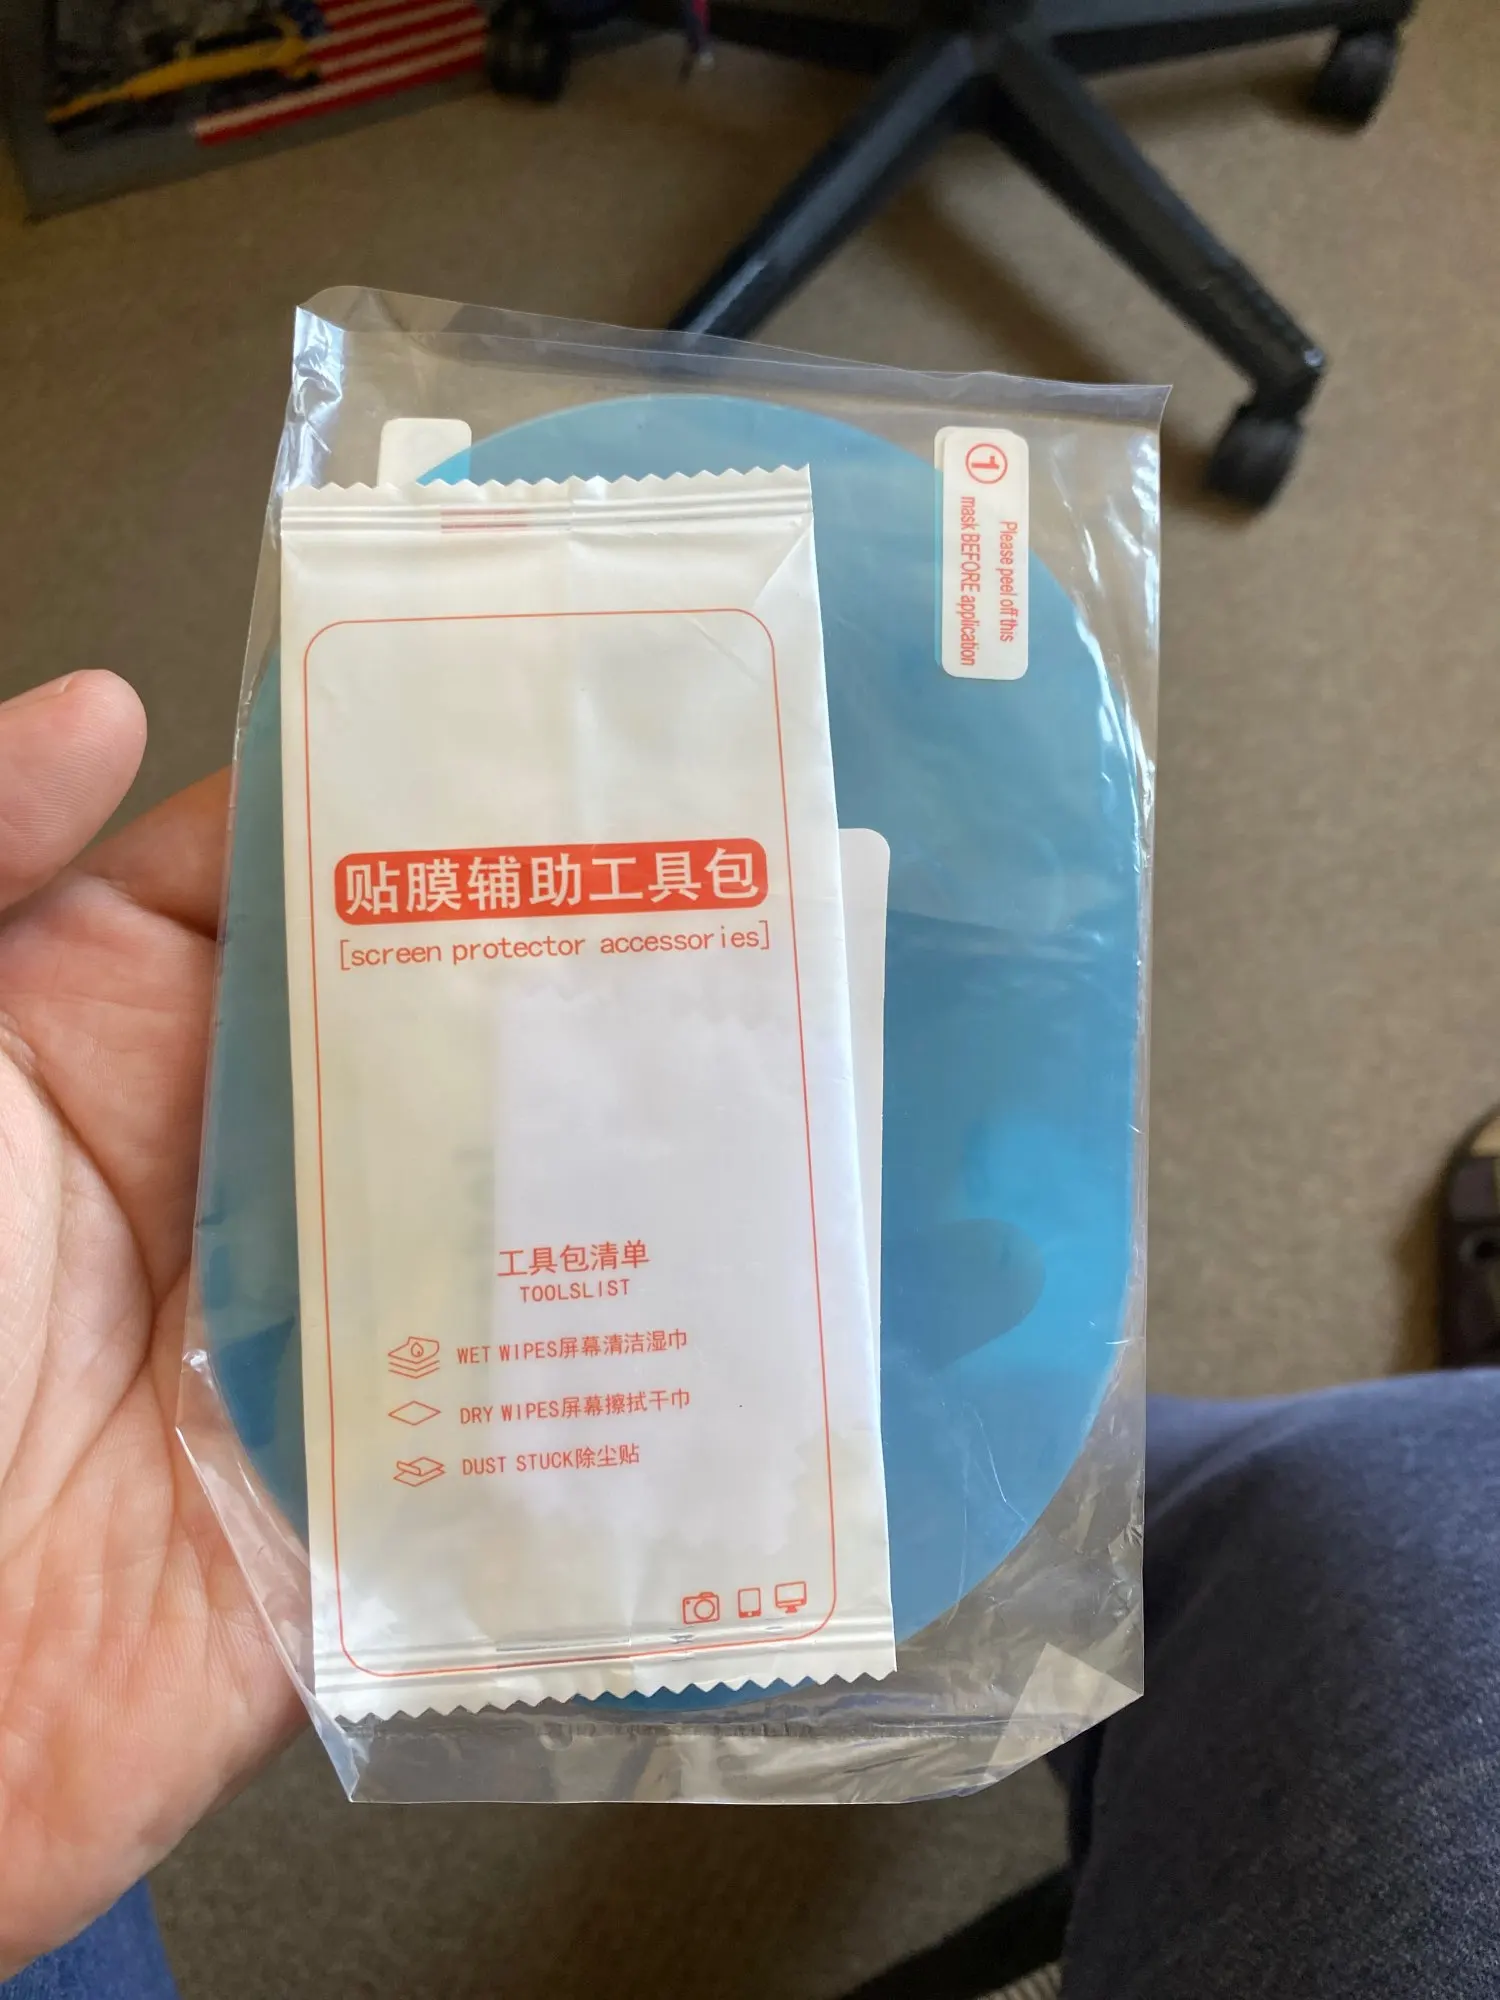 ①
Please peel off this
mask BEFORE application
贴膜辅助工具包
[screen protector accessories]
工具包清单
TOOLSLIST
WET WIPES屏幕清洁湿巾
DRY WIPES屏幕擦拭干巾
DUST STUCK除尘贴